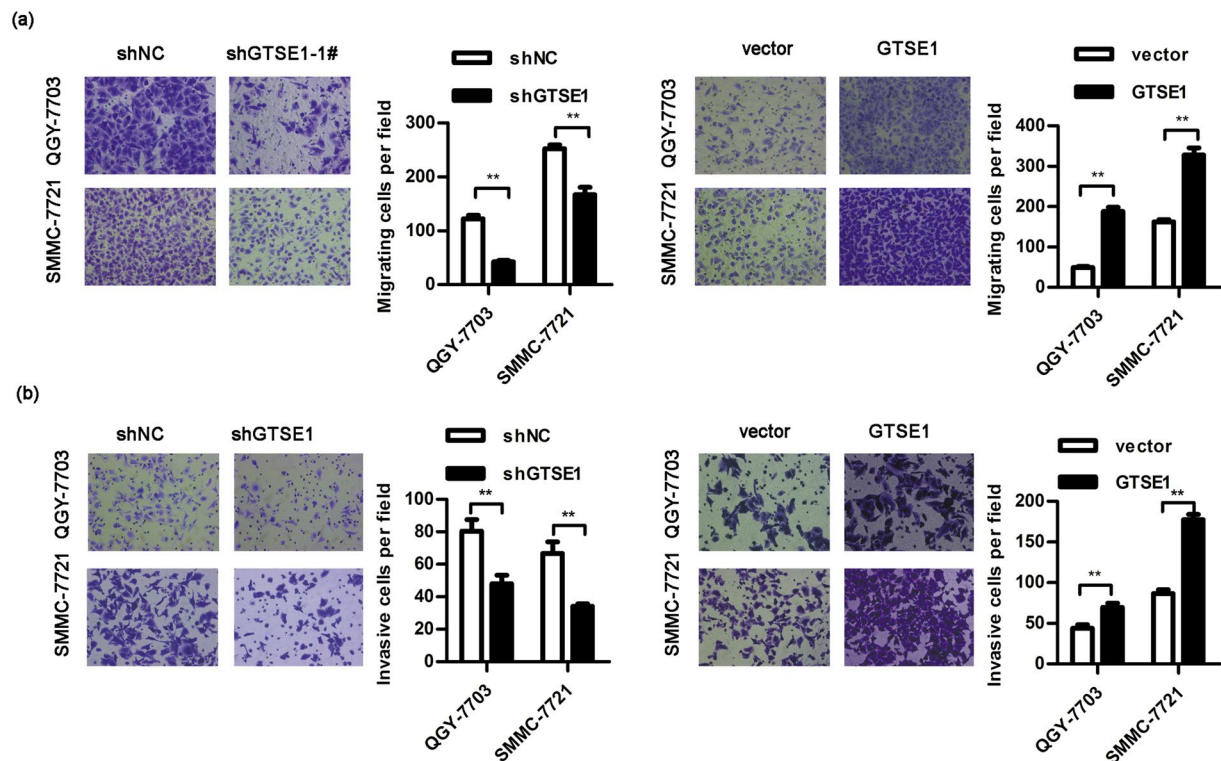 (a)
shNC shGTSE1-1#
QGY-7703
SMMC-7721
shNC
shGTSE1
Migrating cells per field
300
200
100
0
**
**
QGY-7703
SMMC-7721
vector GTSE1
QGY-7703
SMMC-7721
vector
GTSE1
Migrating cells per field
400
300
200
100
0
**
**
QGY-7703
SMMC-7721
(b)
shNC shGTSE1
QGY-7703
SMMC-7721
shNC
shGTSE1
Invasive cells per field
100
80
60
40
20
0
**
**
QGY-7703
SMMC-7721
vector GTSE1
QGY-7703
SMMC-7721
vector
GTSE1
Invasive cells per field
200
150
100
50
0
**
**
QGY-7703
SMMC-7721